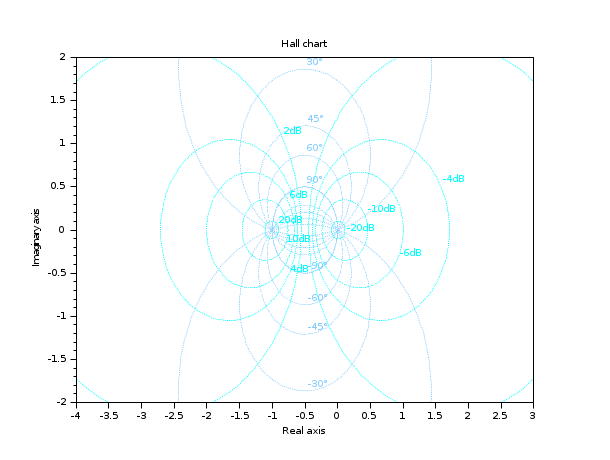 Hall chart
2
30°
1.5
45°
2dB
1
60°
90°
-4dB
0.5
6dB
-10dB
20dB
-20dB
0
10dB
-6dB
-90°
4dB
-0.5
-60°
-1
-45°
-1.5
-30°
-2
-4
-3.5
-3
-2.5
-2
-1.5
-1
-0.5
0
0.5
1
1.5
2
2.5
3
Real axis
Imaginary axis